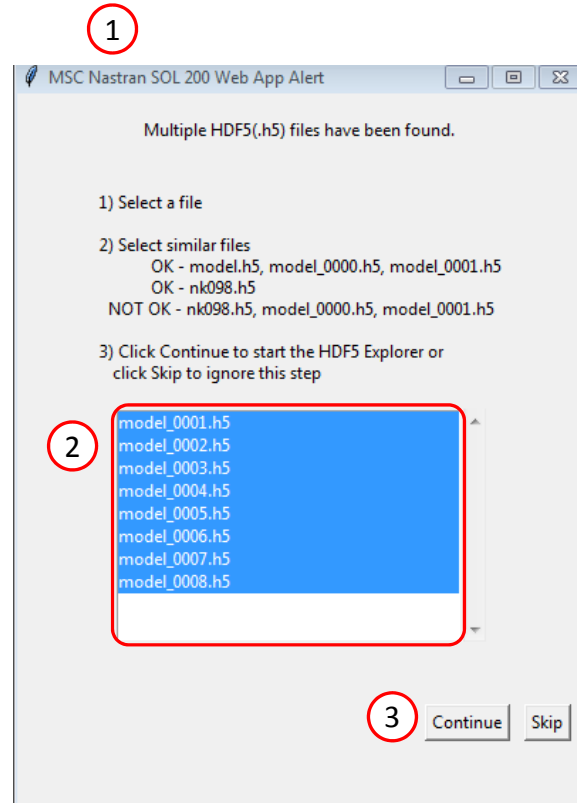 1
MSC Nastran SOL 200 Web App Alert
Multiple HDF5(.h5) files have been found.
1) Select a file
2) Select similar files
OK - model.h5, model_0000.h5, model_0001.h5
OK - nk098.h5
NOT OK - nk098.h5, model_0000.h5, model_0001.h5
3) Click Continue to start the HDF5 Explorer or
click Skip to ignore this step
2
model_0001.h5
model_0002.h5
model_0003.h5
model_0004.h5
model_0005.h5
model_0006.h5
model_0007.h5
model_0008.h5
3
Continue Skip